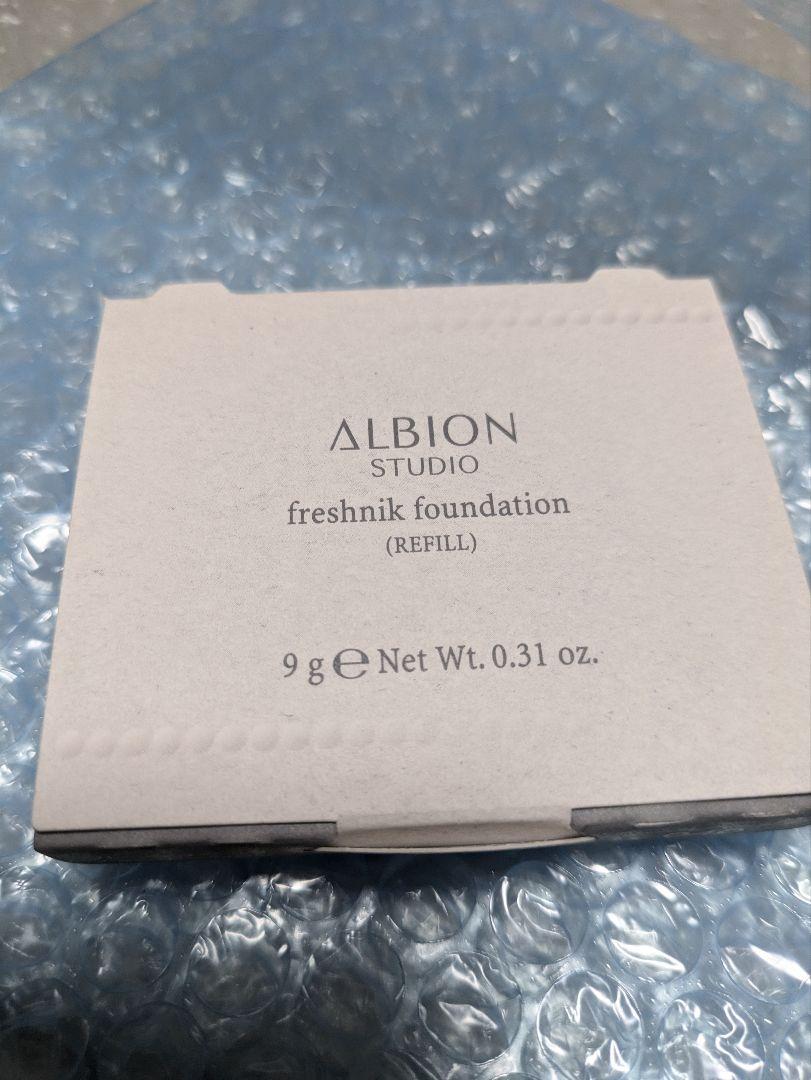 ALBION
STUDIO
freshnik foundation
(REFILL)
9 g ℮ Net Wt. 0.31 oz.